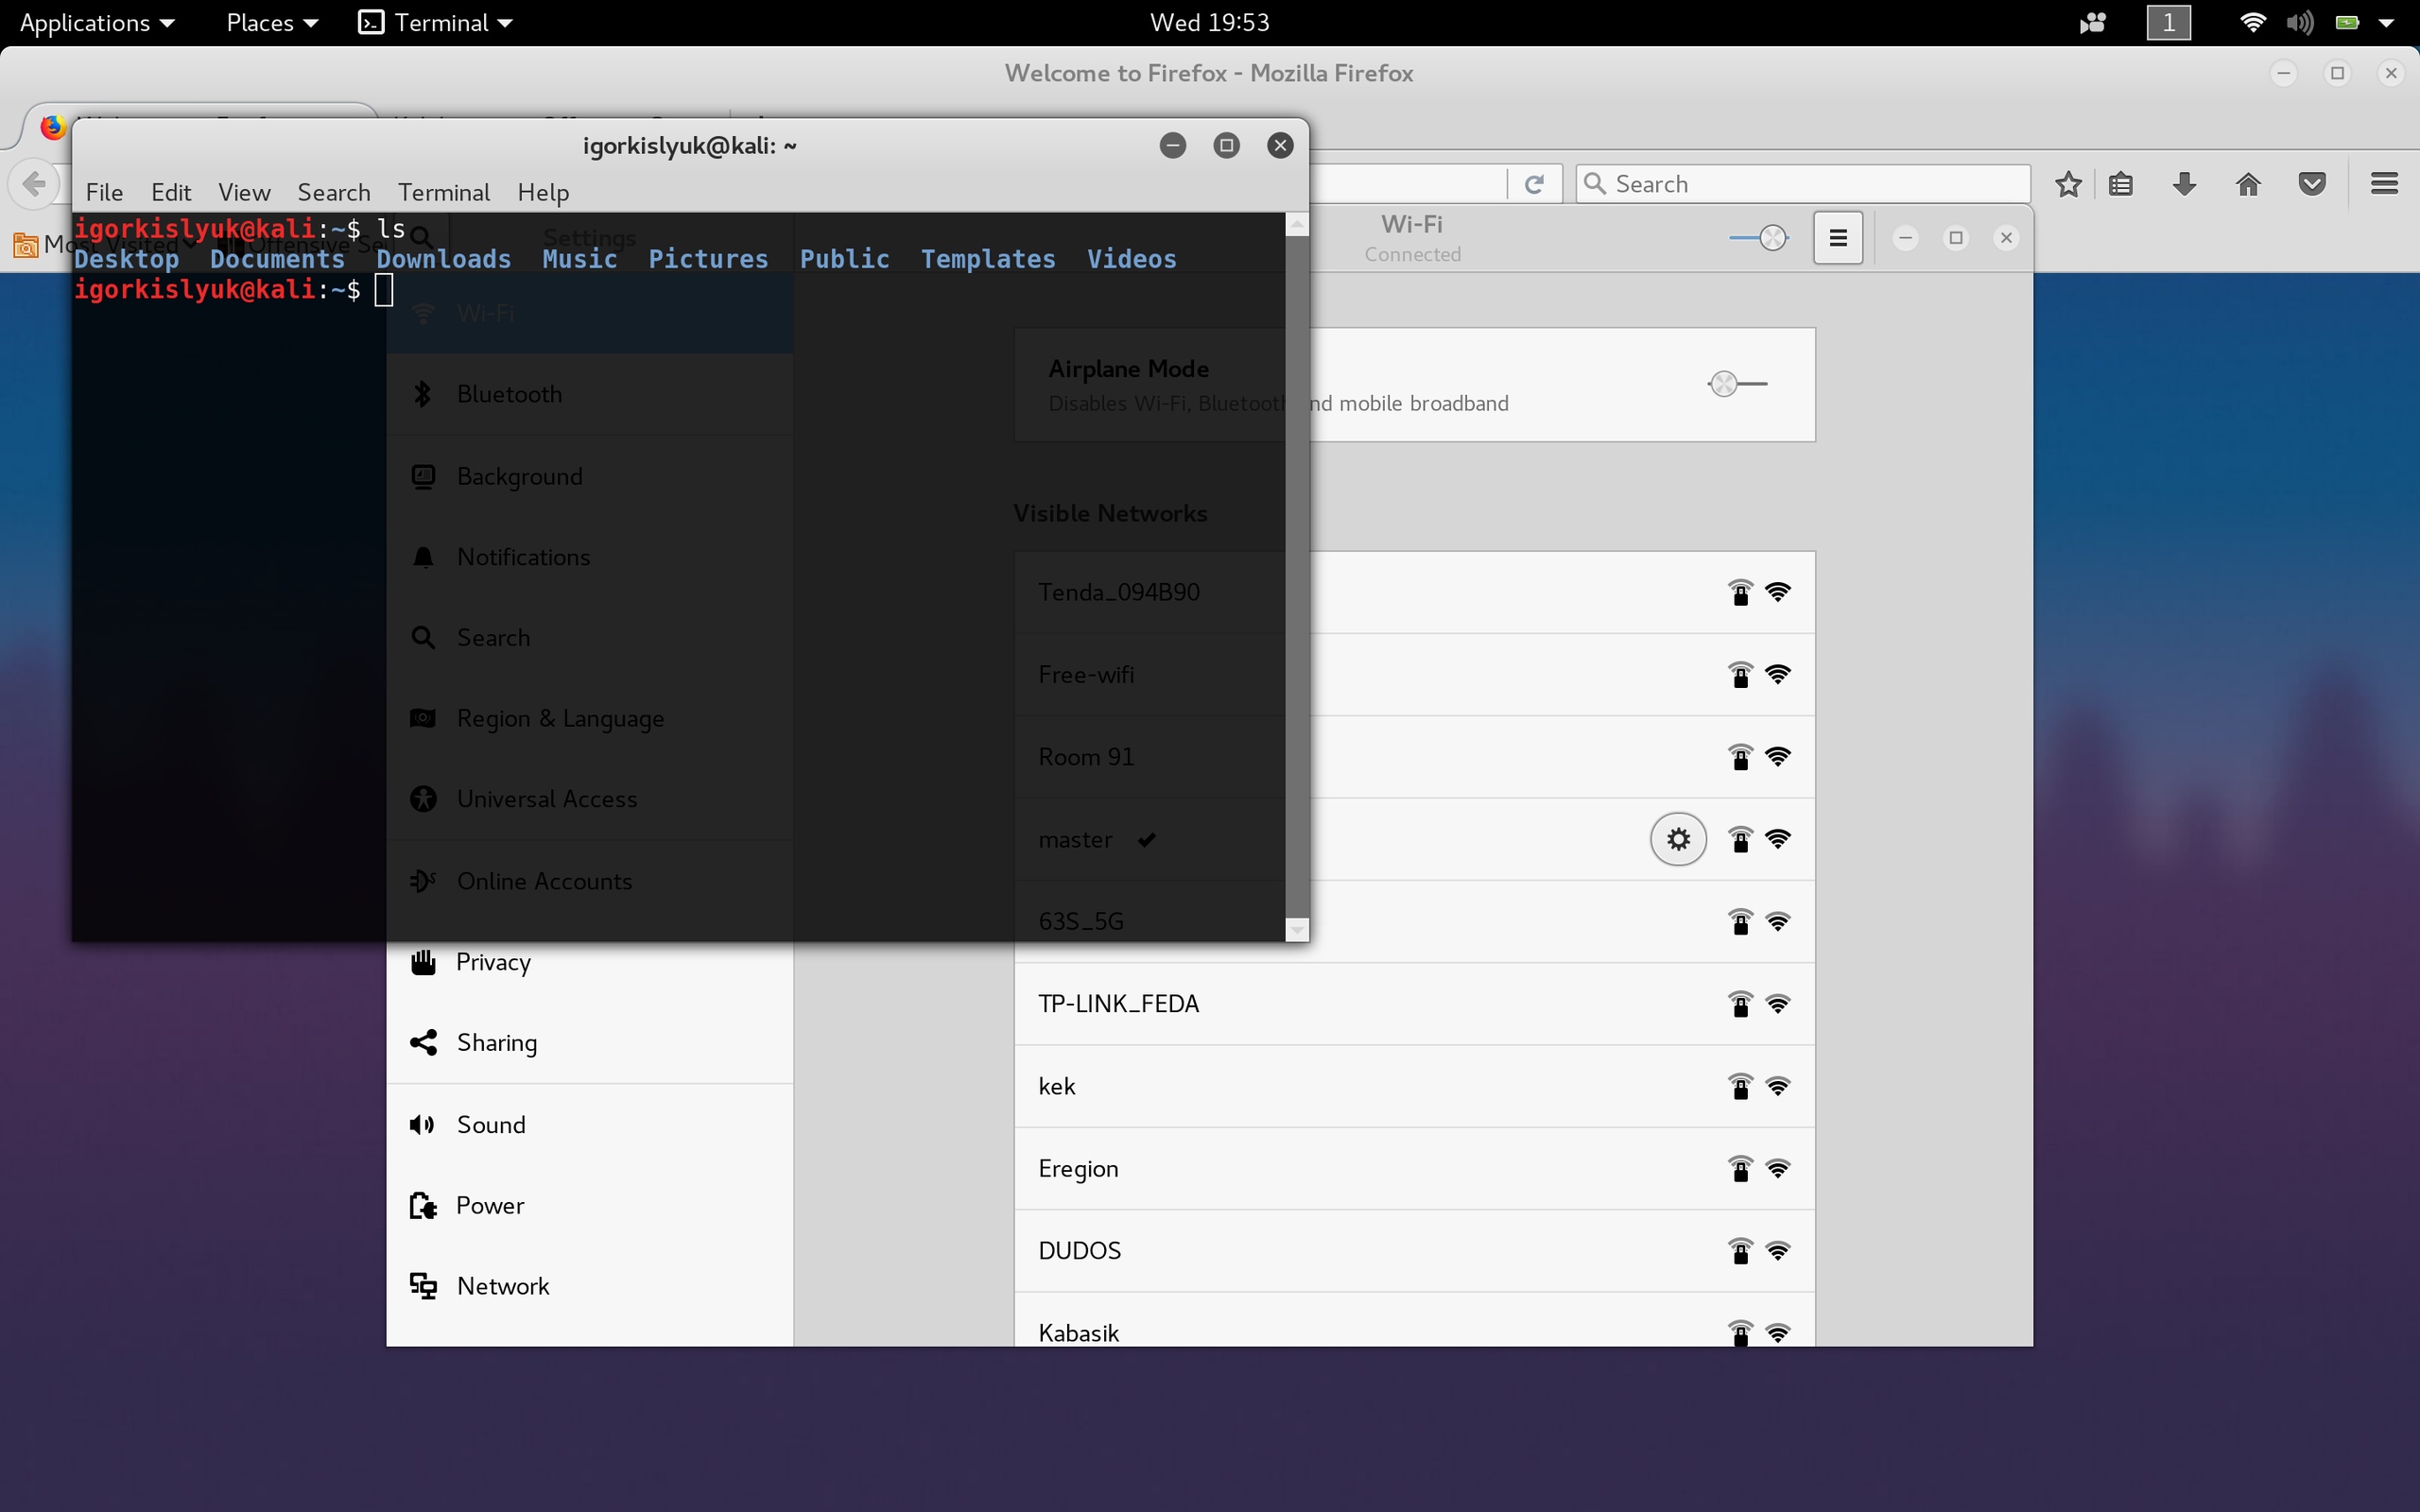 Applications Places Terminal Wed 19:53 1
Welcome to Firefox - Mozilla Firefox
igorkislyuk@kali: ~
File Edit View Search Terminal Help
Search
igorkislyuk@kali:~$ ls
Desktop Documents Downloads Music Pictures Public Templates Videos
igorkislyuk@kali:~$
Most Visited Offensive Se
Settings
Wi-Fi
Connected
Wi-Fi
Bluetooth
Background
Notifications
Search
Region & Language
Universal Access
Online Accounts
Privacy
Sharing
Sound
Power
Network
Airplane Mode
Disables Wi-Fi, Bluetooth and mobile broadband
Visible Networks
Tenda_094B90
Free-wifi
Room 91
master
63S_5G
TP-LINK_FEDA
kek
Eregion
DUDOS
Kabasik